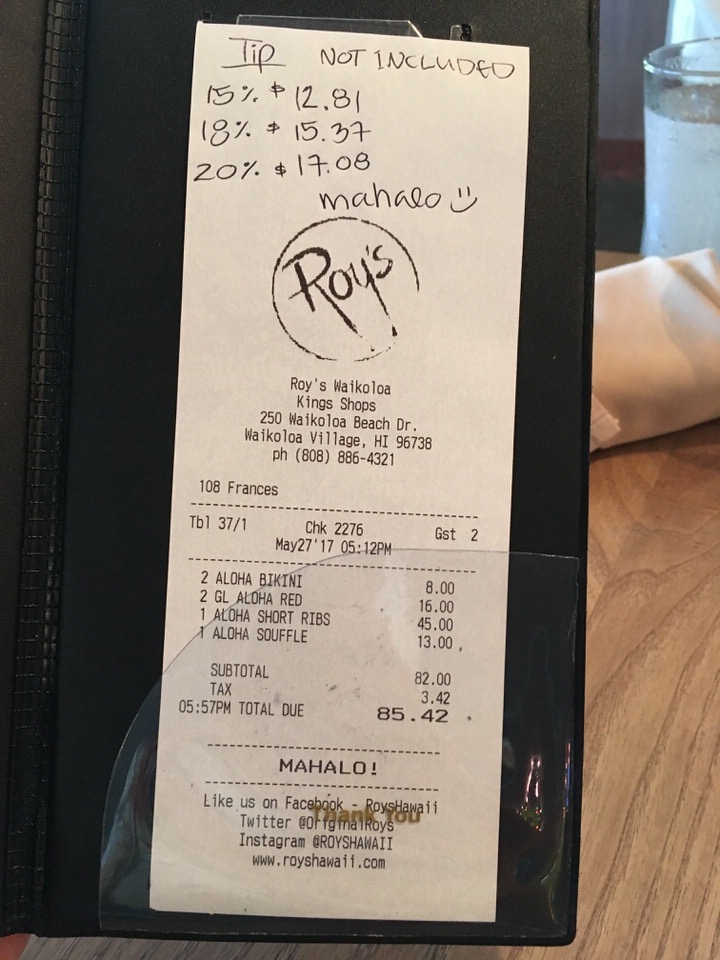 Tip NOT INCLUDED
15% $ 12.81
18% $ 15.37
20% $ 17.08
mahalo :)
Roy's
Roy's Waikoloa
Kings Shops
250 Waikoloa Beach Dr.
Waikoloa Village, HI 96738
ph (808) 886-4321
108 Frances
Tbl 37/1 Chk 2276 Gst 2
May27'17 05:12PM
2 ALOHA BIKINI 8.00
2 GL ALOHA RED 16.00
1 ALOHA SHORT RIBS 45.00
1 ALOHA SOUFFLE 13.00
SUBTOTAL 82.00
TAX 3.42
05:57PM TOTAL DUE 85.42
MAHALO!
Like us on Facebook - RoysHawaii
Thank You
Twitter @OriginalRoys
Instagram @ROYSHAWAII
www.royshawaii.com